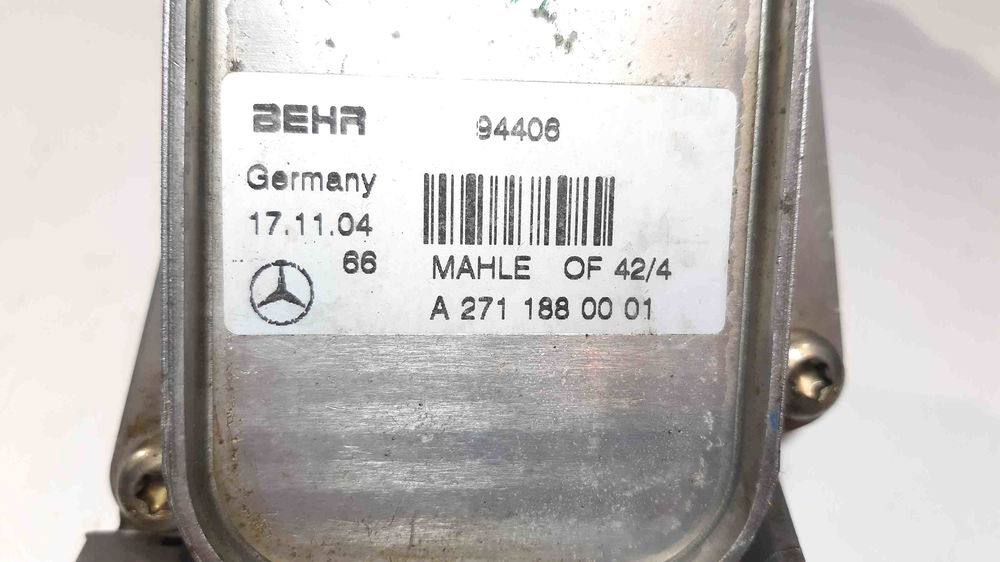 BEHR 94406
Germany
17.11.04
66 MAHLE OF 42/4
A 271 188 00 01